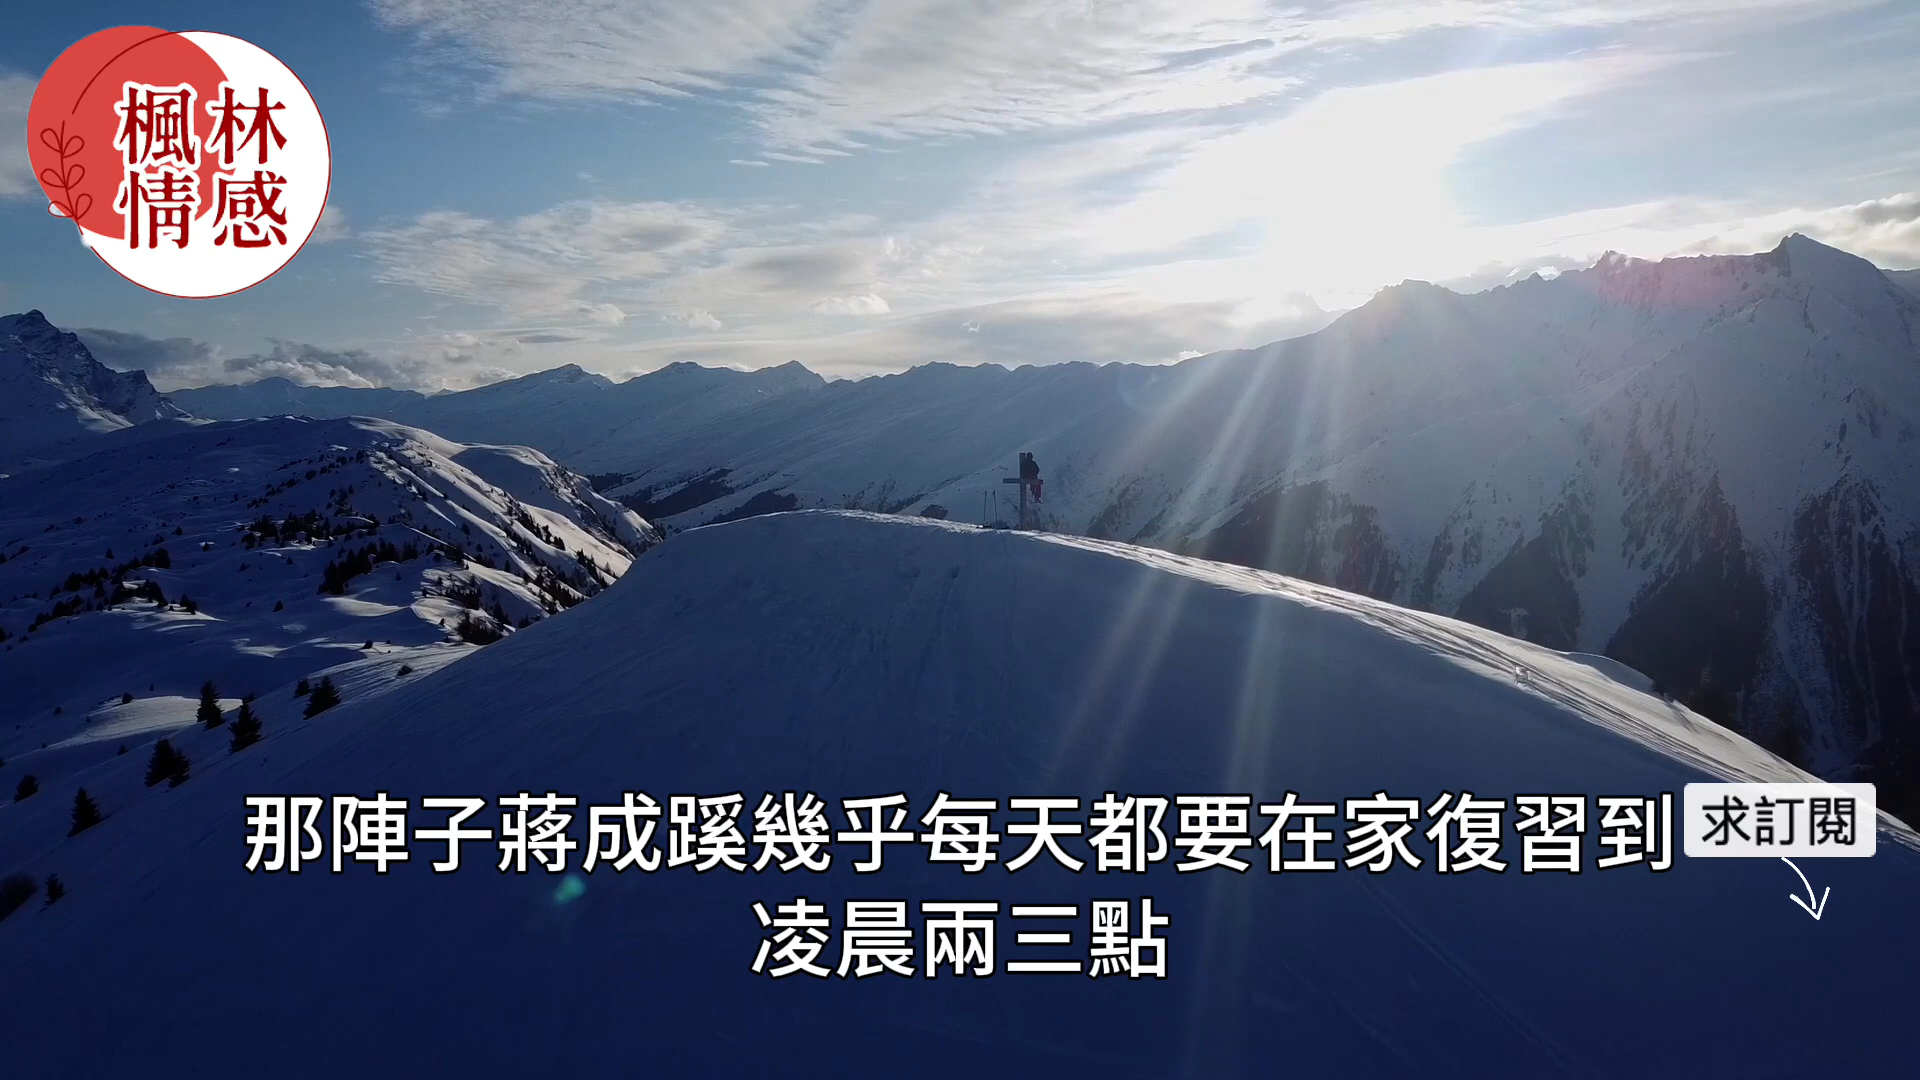 楓林
情感
那陣子蔣成蹊幾乎每天都要在家復習到
求訂閱
凌晨兩三點